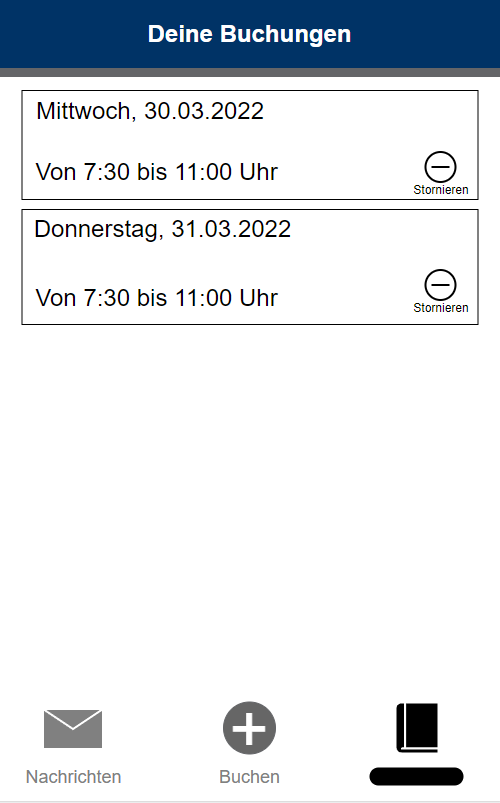 Deine Buchungen
Mittwoch, 30.03.2022
Von 7:30 bis 11:00 Uhr
Stornieren
Donnerstag, 31.03.2022
Von 7:30 bis 11:00 Uhr
Stornieren
Nachrichten
Buchen